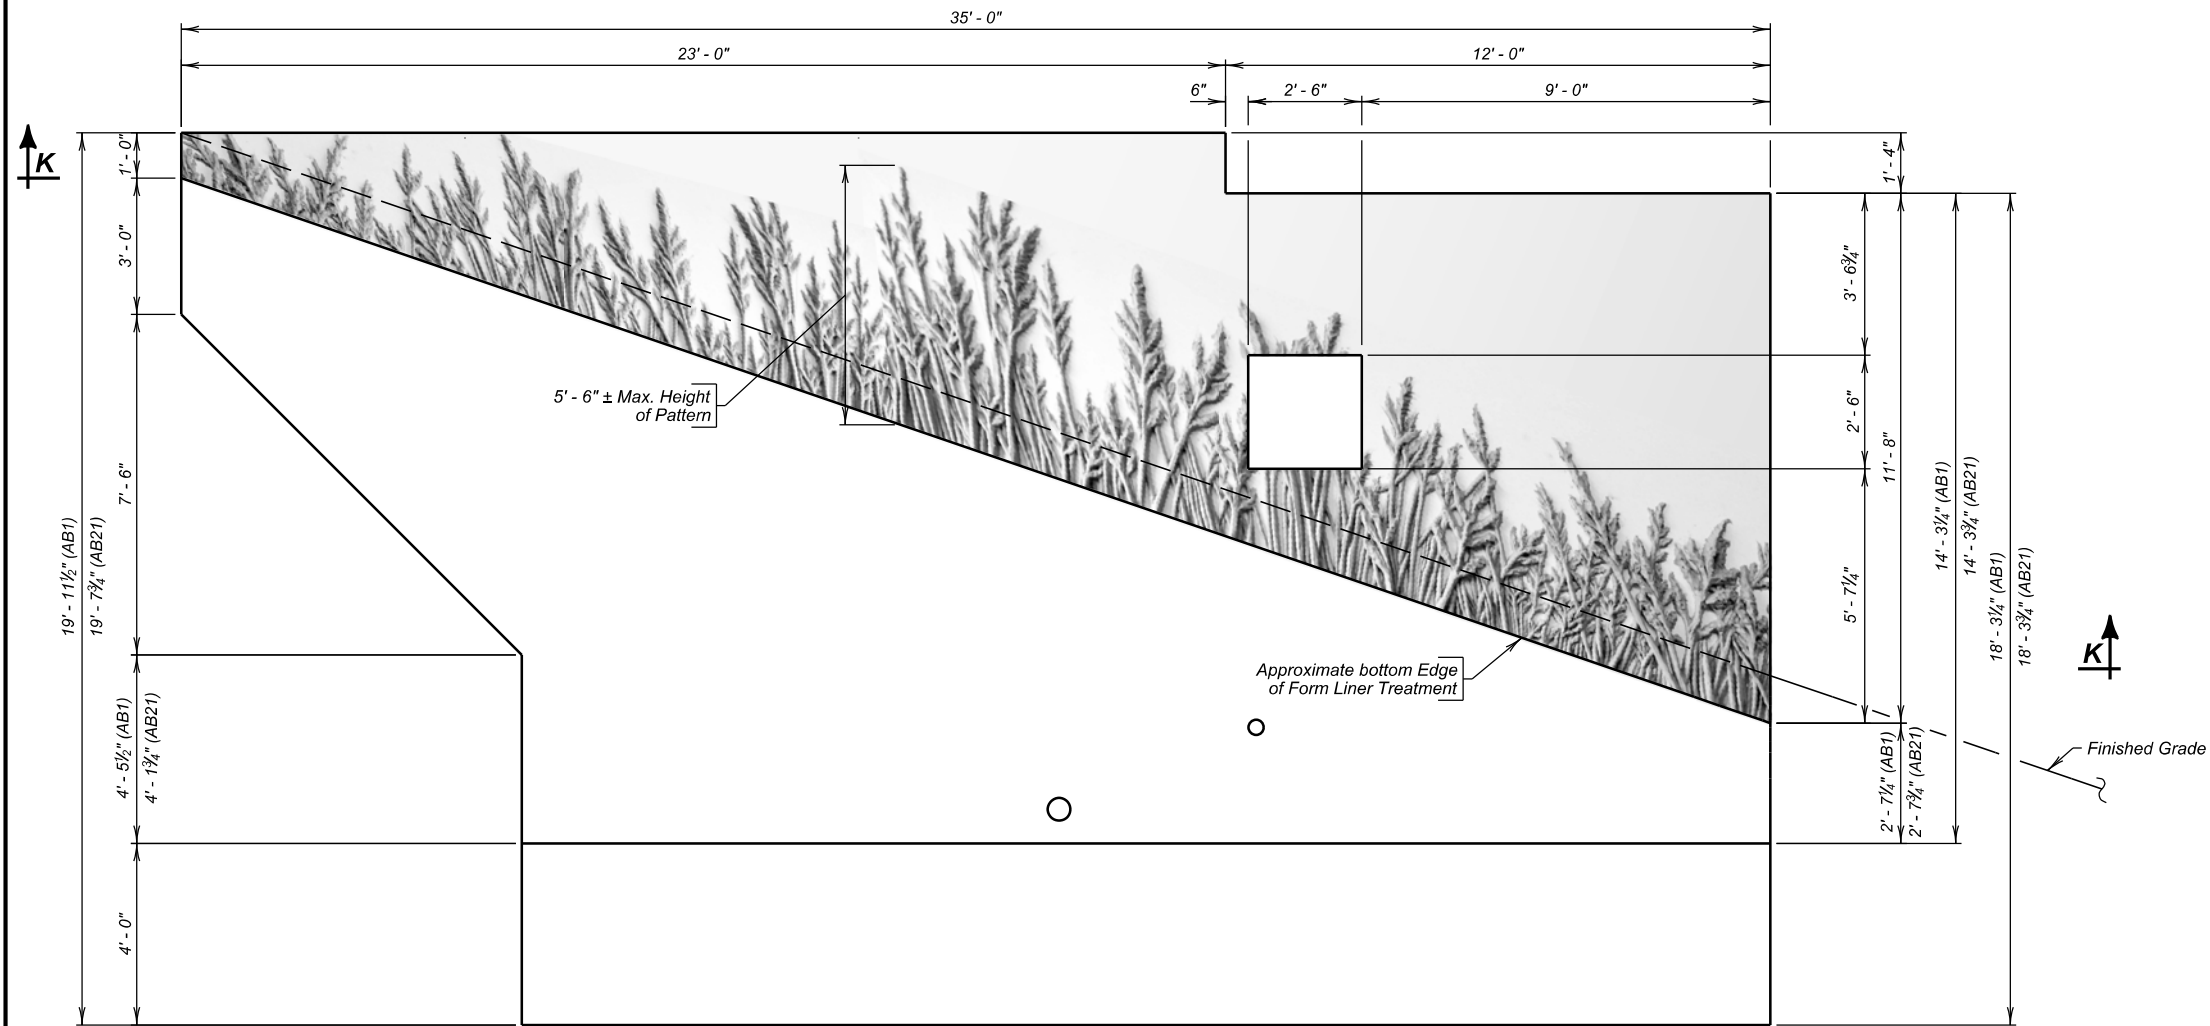 35' - 0"
23' - 0"
12' - 0"
6"
2' - 6"
9' - 0"
K
1' - 0"
3' - 0"
7' - 6"
19' - 11½" (AB1)
19' - 7¾" (AB21)
4' - 5½" (AB1)
4' - 1¾" (AB21)
4' - 0"
5' - 6" ± Max. Height
of Pattern
Approximate bottom Edge
of Form Liner Treatment
1' - 4"
3' - 6¾"
2' - 6"
5' - 7¼"
11' - 8"
14' - 3¼" (AB1)
14' - 3¾" (AB21)
18' - 3¼" (AB1)
18' - 3¾" (AB21)
2' - 7¼" (AB1)
2' - 7¾" (AB21)
K
Finished Grade